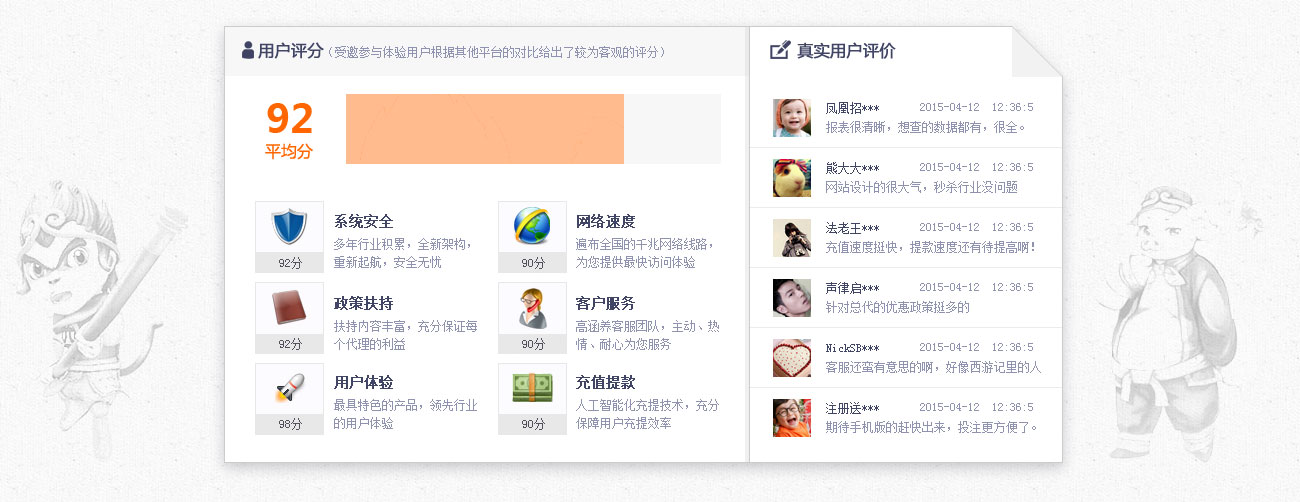 用户评分（受邀参与体验用户根据其他平台的对比给出了较为客观的评分）
92
平均分
系统安全
多年行业积累，全新架构，
重新起航，安全无忧
92分
网络速度
遍布全国的千兆网络线路，
为您提供最快访问体验
90分
政策扶持
扶持内容丰富，充分保证每
个代理的利益
92分
客户服务
高涵养客服团队，主动、热
情、耐心为您服务
90分
用户体验
最具特色的产品，领先行业
的用户体验
98分
充值提款
人工智能化充提技术，充分
保障用户充提效率
90分
真实用户评价
凤凰招*** 2015-04-12 12:36:5
报表很清晰，想查的数据都有，很全。
熊大大*** 2015-04-12 12:36:5
网站设计的很大气，秒杀行业没问题
法老王*** 2015-04-12 12:36:5
充值速度挺快，提款速度还有待提高啊！
声律启*** 2015-04-12 12:36:5
针对总代的优惠政策挺多的
NickSB*** 2015-04-12 12:36:5
客服还蛮有意思的啊，好像西游记里的人
注册送*** 2015-04-12 12:36:5
期待手机版的赶快出来，投注更方便了。